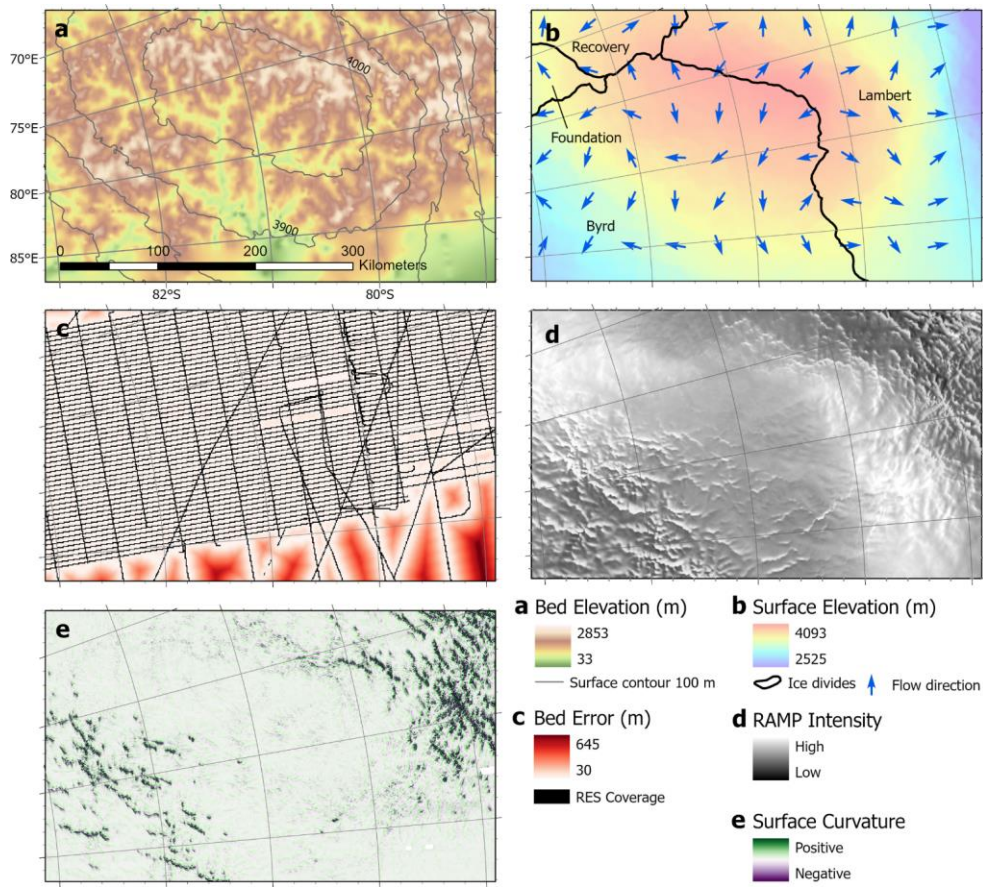 a
70°E
75°E
80°E
85°E
4000
3900
0 100 200 300
Kilometers
82°S 80°S
b
Recovery
Lambert
Foundation
Byrd
c
d
e
a Bed Elevation (m)
2853
33
Surface contour 100 m
b Surface Elevation (m)
4093
2525
Ice divides Flow direction
c Bed Error (m)
645
30
RES Coverage
d RAMP Intensity
High
Low
e Surface Curvature
Positive
Negative